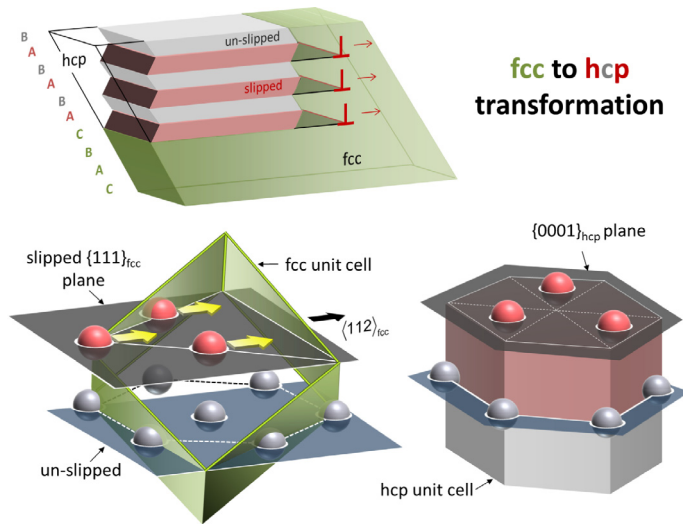 B
A
B
A
B
A
C
B
A
C
hcp
un-slipped
slipped
fcc
fcc to hcp
transformation
slipped {111}fcc
plane
fcc unit cell
⟨112⟩fcc
un-slipped
{0001}hcp plane
hcp unit cell